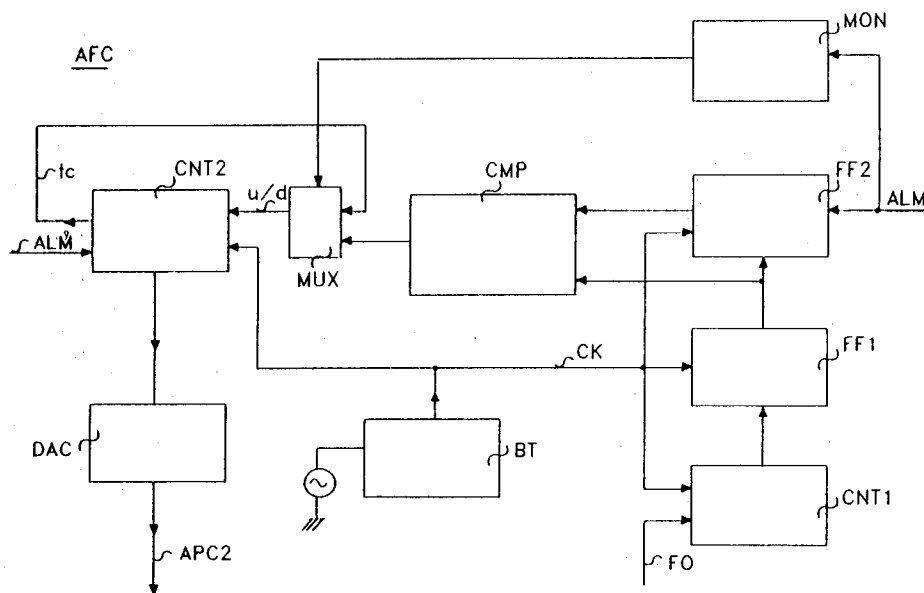 MON
AFC
tc
CNT2
u/d
CMP
FF2
ALM
ALM
MUX
CK
FF1
DAC
BT
CNT1
APC2
FO